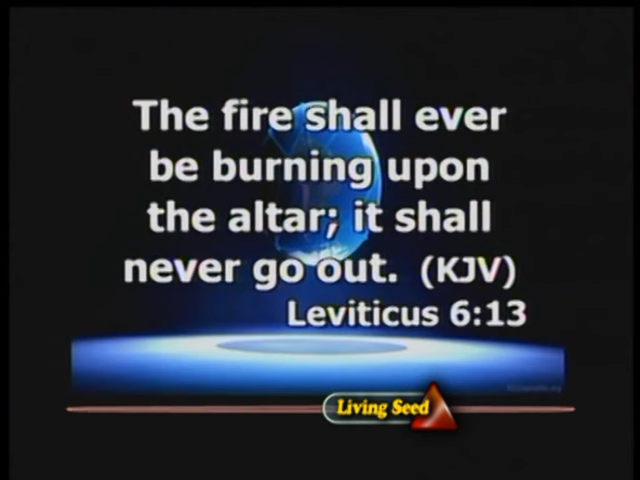 The fire shall ever
be burning upon
the altar; it shall
never go out. (KJV)
Leviticus 6:13
Living Seed